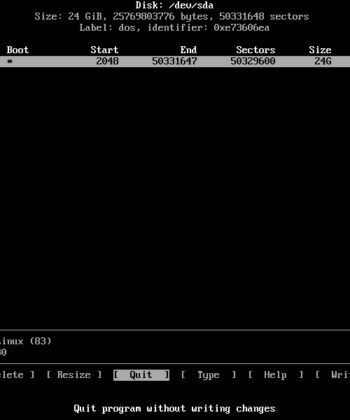 Disk: /dev/sda
Size: 24 GiB, 25769803776 bytes, 50331648 sectors
Label: dos, identifier: 0xe73606ea
Boot Start End Sectors Size
* 2048 50331647 50329600 24G
inux (83)
0
lete ] [ Resize ] [ Quit ] [ Type ] [ Help ] [ Wri
Quit program without writing changes